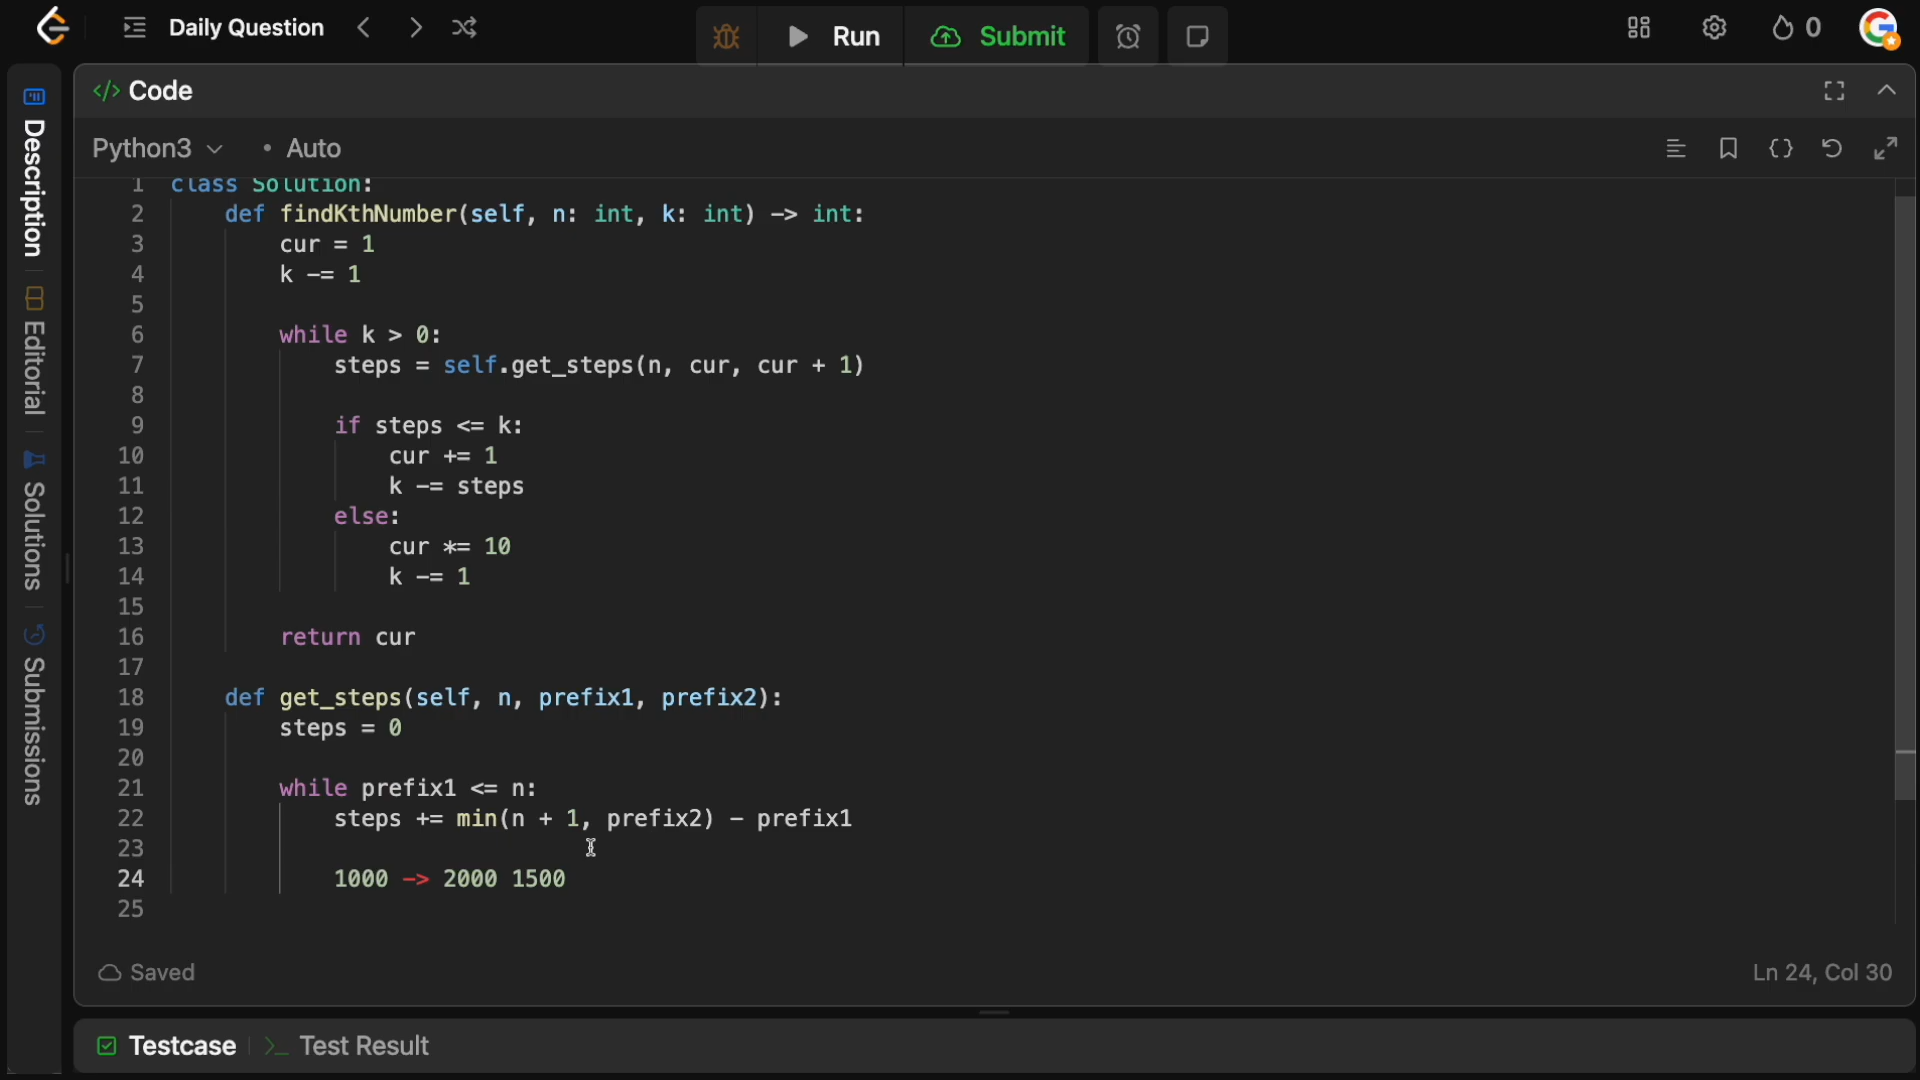 Daily Question
Run
Submit
0
Description
Editorial
Solutions
Submissions
</> Code
Python3 • Auto
1 class Solution:
2 def findKthNumber(self, n: int, k: int) -> int:
3 cur = 1
4 k -= 1
5
6 while k > 0:
7 steps = self.get_steps(n, cur, cur + 1)
8
9 if steps <= k:
10 cur += 1
11 k -= steps
12 else:
13 cur *= 10
14 k -= 1
15
16 return cur
17
18 def get_steps(self, n, prefix1, prefix2):
19 steps = 0
20
21 while prefix1 <= n:
22 steps += min(n + 1, prefix2) - prefix1
23
24 1000 -> 2000 1500
25
Saved
Ln 24, Col 30
Testcase
Test Result